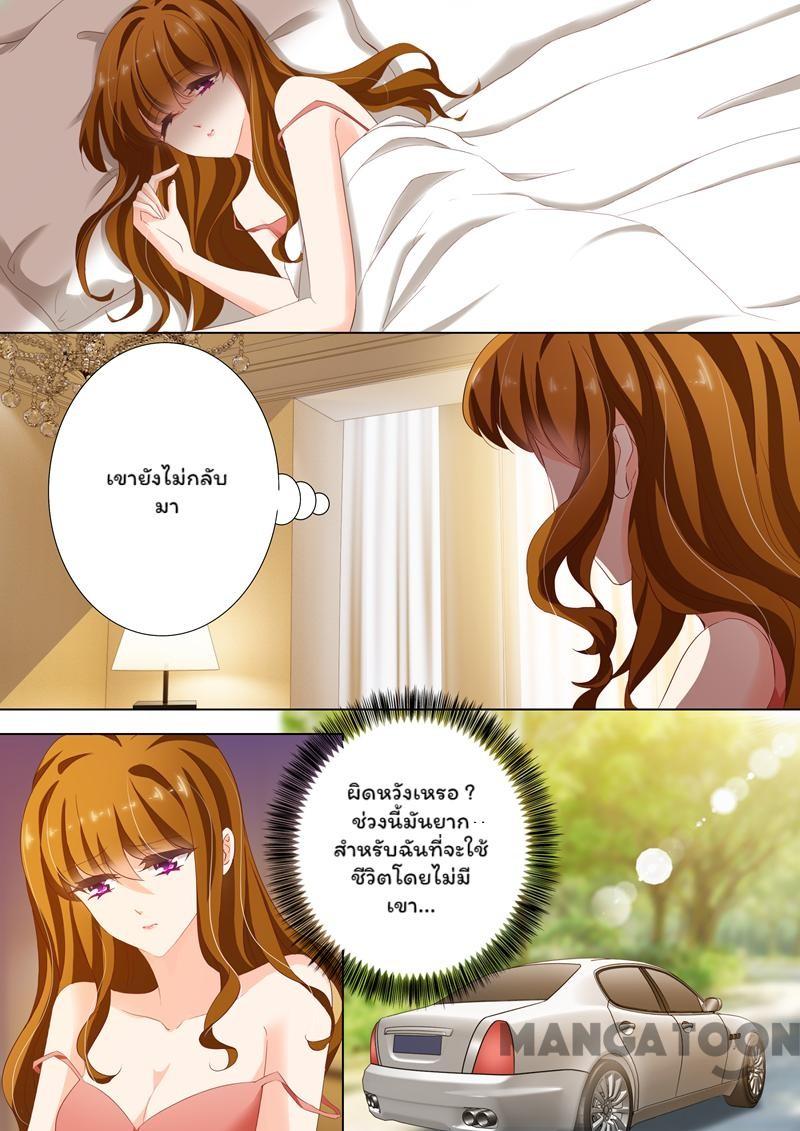 เขายังไม่กลับ
มา
ผิดหวังเหรอ ?
ช่วงนี้มันยาก
สำหรับฉันที่จะใช้
ชีวิตโดยไม่มี
เขา...
MANGATOON